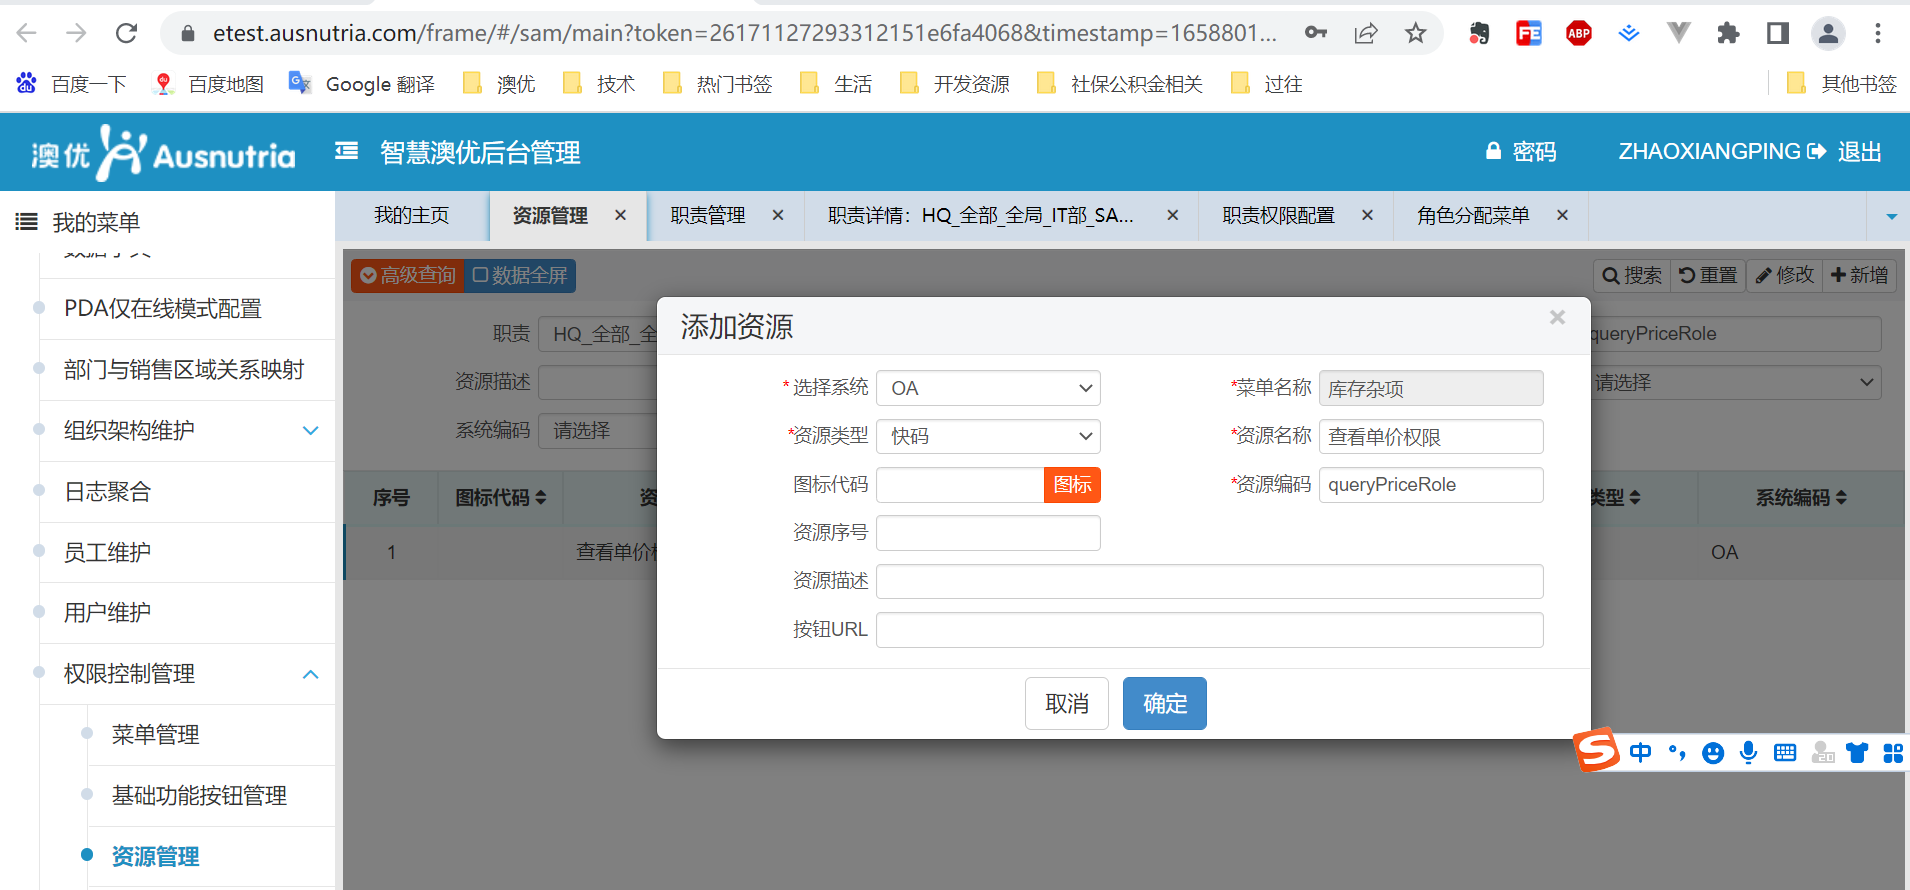 etest.ausnutria.com/frame/#/sam/main?token=26171127293312151e6fa4068&timestamp=1658801...
百度一下 百度地图 Google 翻译 澳优 技术 热门书签 生活 开发资源 社保公积金相关 过往 其他书签
澳优 Ausnutria 智慧澳优后台管理 密码 ZHAOXIANGPING 退出
我的菜单
我的主页 资源管理 × 职责管理 × 职责详情：HQ_全部_全局_IT部_SA... × 职责权限配置 × 角色分配菜单 ×
PDA仅在线模式配置
部门与销售区域关系映射
组织架构维护
日志聚合
员工维护
用户维护
权限控制管理
菜单管理
基础功能按钮管理
资源管理
高级查询 数据全屏 搜索 重置 修改 新增
职责 HQ_全部_全 queryPriceRole
资源描述 请选择
系统编码 请选择
序号 图标代码 资 类型 系统编码
1 查看单价 OA
添加资源 ×
*选择系统 OA *菜单名称 库存杂项
*资源类型 快码 *资源名称 查看单价权限
图标代码 图标 *资源编码 queryPriceRole
资源序号
资源描述
按钮URL
取消 确定
S 中